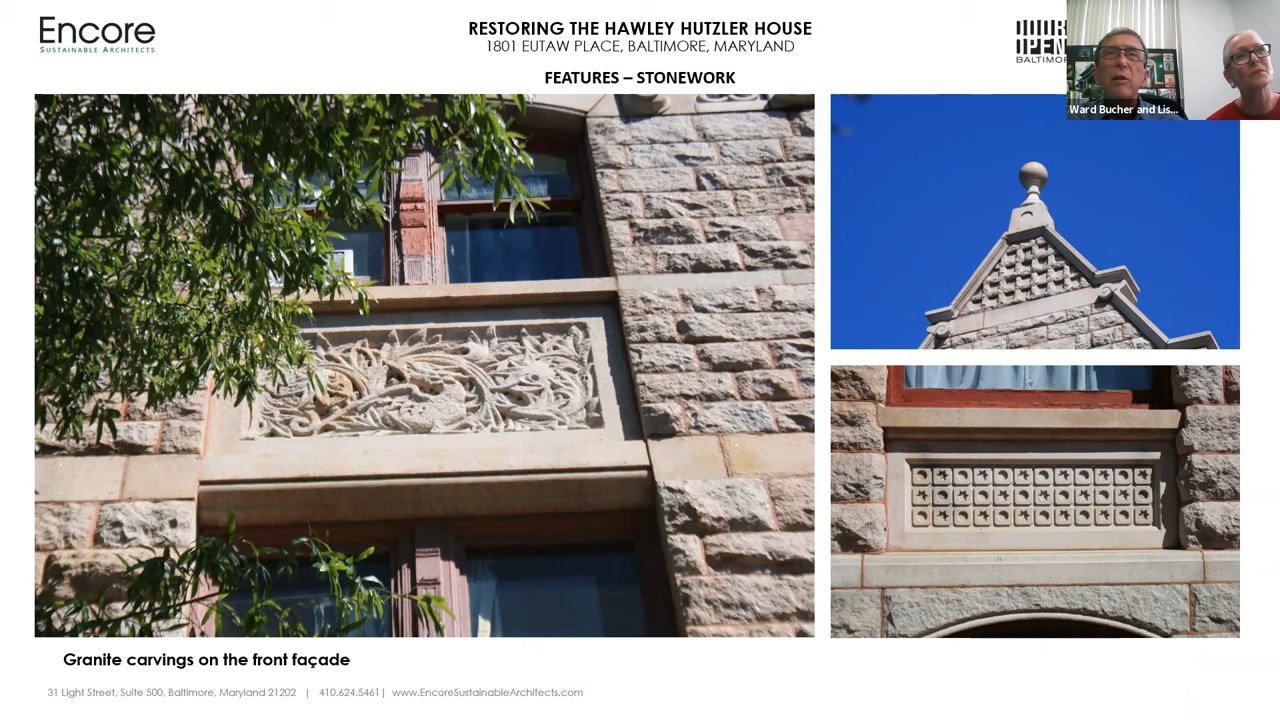 Encore
SUSTAINABLE ARCHITECTS
RESTORING THE HAWLEY HUTZLER HOUSE
1801 EUTAW PLACE, BALTIMORE, MARYLAND
FEATURES – STONEWORK
OPEN
Ward Bucher and Lis...
Granite carvings on the front façade
31 Light Street, Suite 500, Baltimore, Maryland 21202 | 410.624.5461| www.EncoreSustainableArchitects.com